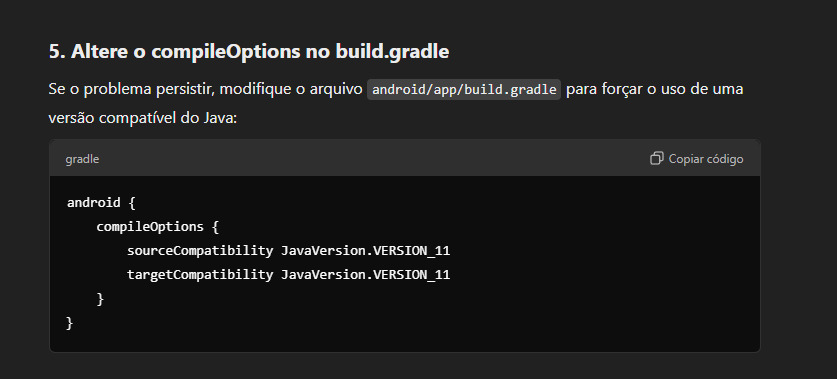 5. Altere o compileOptions no build.gradle
Se o problema persistir, modifique o arquivo android/app/build.gradle para forçar o uso de uma
versão compatível do Java:
gradle
Copiar código
android {
    compileOptions {
        sourceCompatibility JavaVersion.VERSION_11
        targetCompatibility JavaVersion.VERSION_11
    }
}